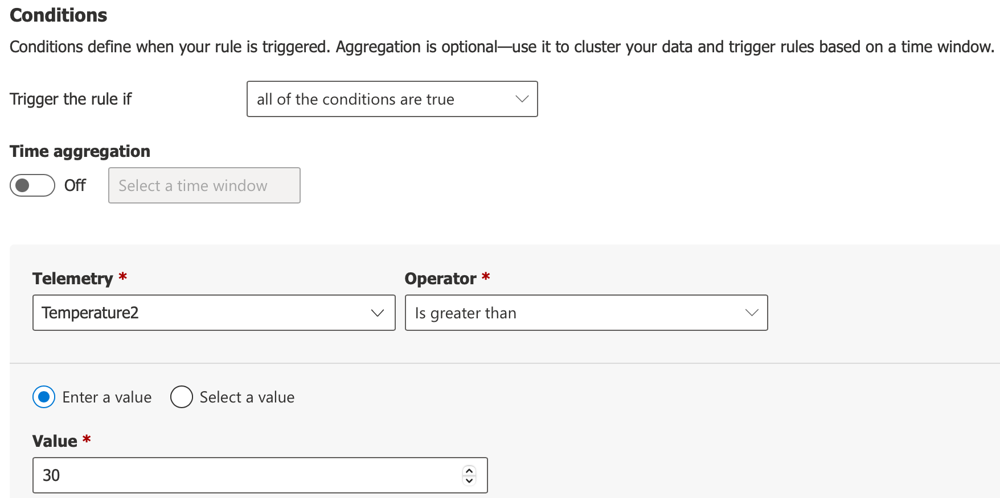 Conditions
Conditions define when your rule is triggered. Aggregation is optional—use it to cluster your data and trigger rules based on a time window.
Trigger the rule if all of the conditions are true
Time aggregation
Off Select a time window
Telemetry * Operator *
Temperature2 Is greater than
Enter a value Select a value
Value *
30